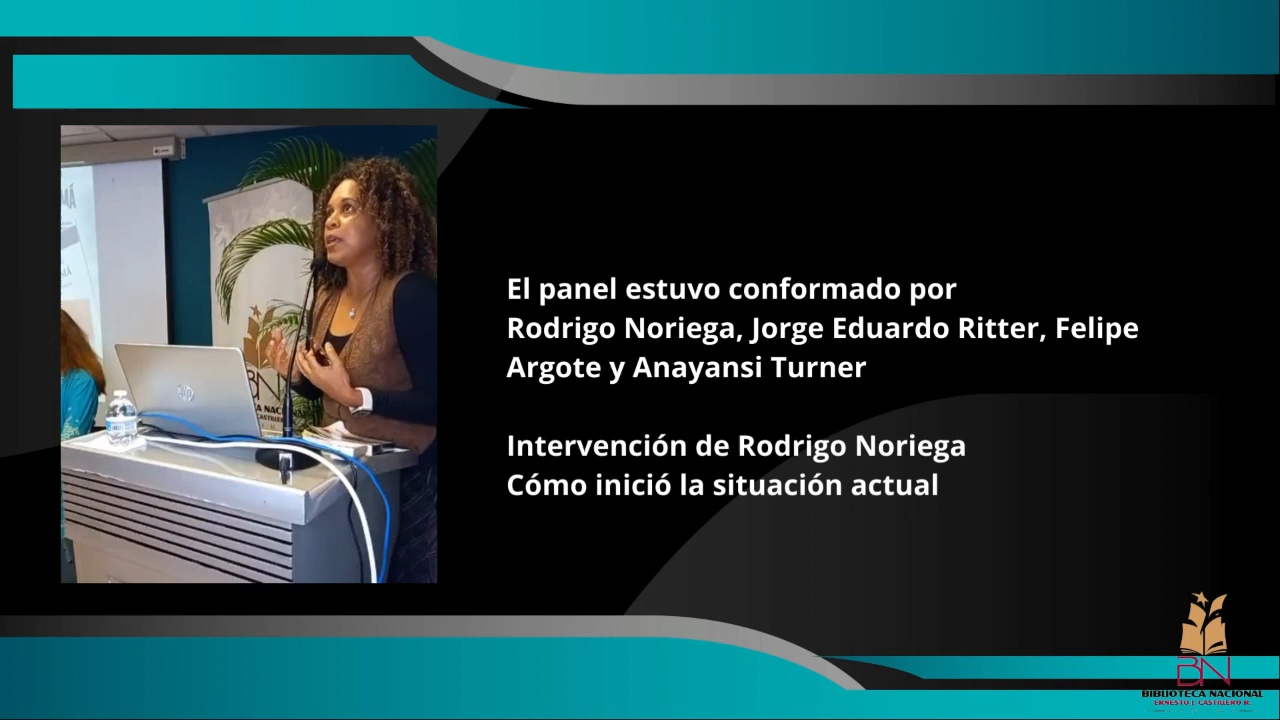 El panel estuvo conformado por
Rodrigo Noriega, Jorge Eduardo Ritter, Felipe
Argote y Anayansi Turner
Intervención de Rodrigo Noriega
Cómo inició la situación actual
BN
BIBLIOTECA NACIONAL
ERNESTO J. CASTILLERO R.